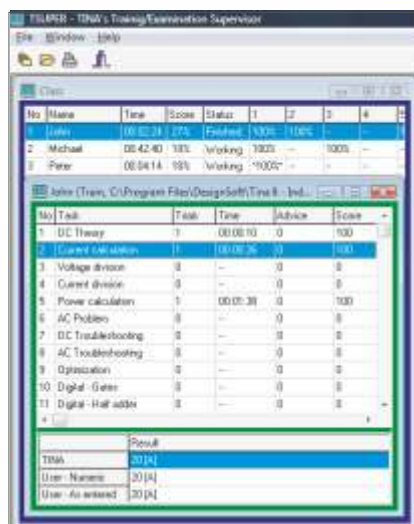 TSUPER - TINA's Trainig/Examination Supervisor
File Window Help
Class
No Name Time Score Status 1 2 3 4 5
1 John 00:02:24 27% Finished 100% 100% - -
2 Michael 00:42:40 18% Working 100% - 100% -
3 Peter 00:04:14 18% Working *100%* - - -
John (Train, C:\Program Files\DesignSoft\Tina 8 - Ind...
No Task Task Time Advice Score
1 DC Theory 1 00:00:10 0 100
2 Current calculation 1 00:00:36 0 100
3 Voltage division 0 -- 0 0
4 Current division 0 -- 0 0
5 Power calculation 1 00:01:38 0 100
6 AC Problem 0 -- 0 0
7 DC Troubleshooting 0 -- 0 0
8 AC Troubleshooting 0 -- 0 0
9 Optimization 0 -- 0 0
10 Digital - Gates 0 -- 0 0
11 Digital - Half adder 0 -- 0 0
Result
TINA 20 [A]
User - Numeric 20 [A]
User - As entered 20 [A]